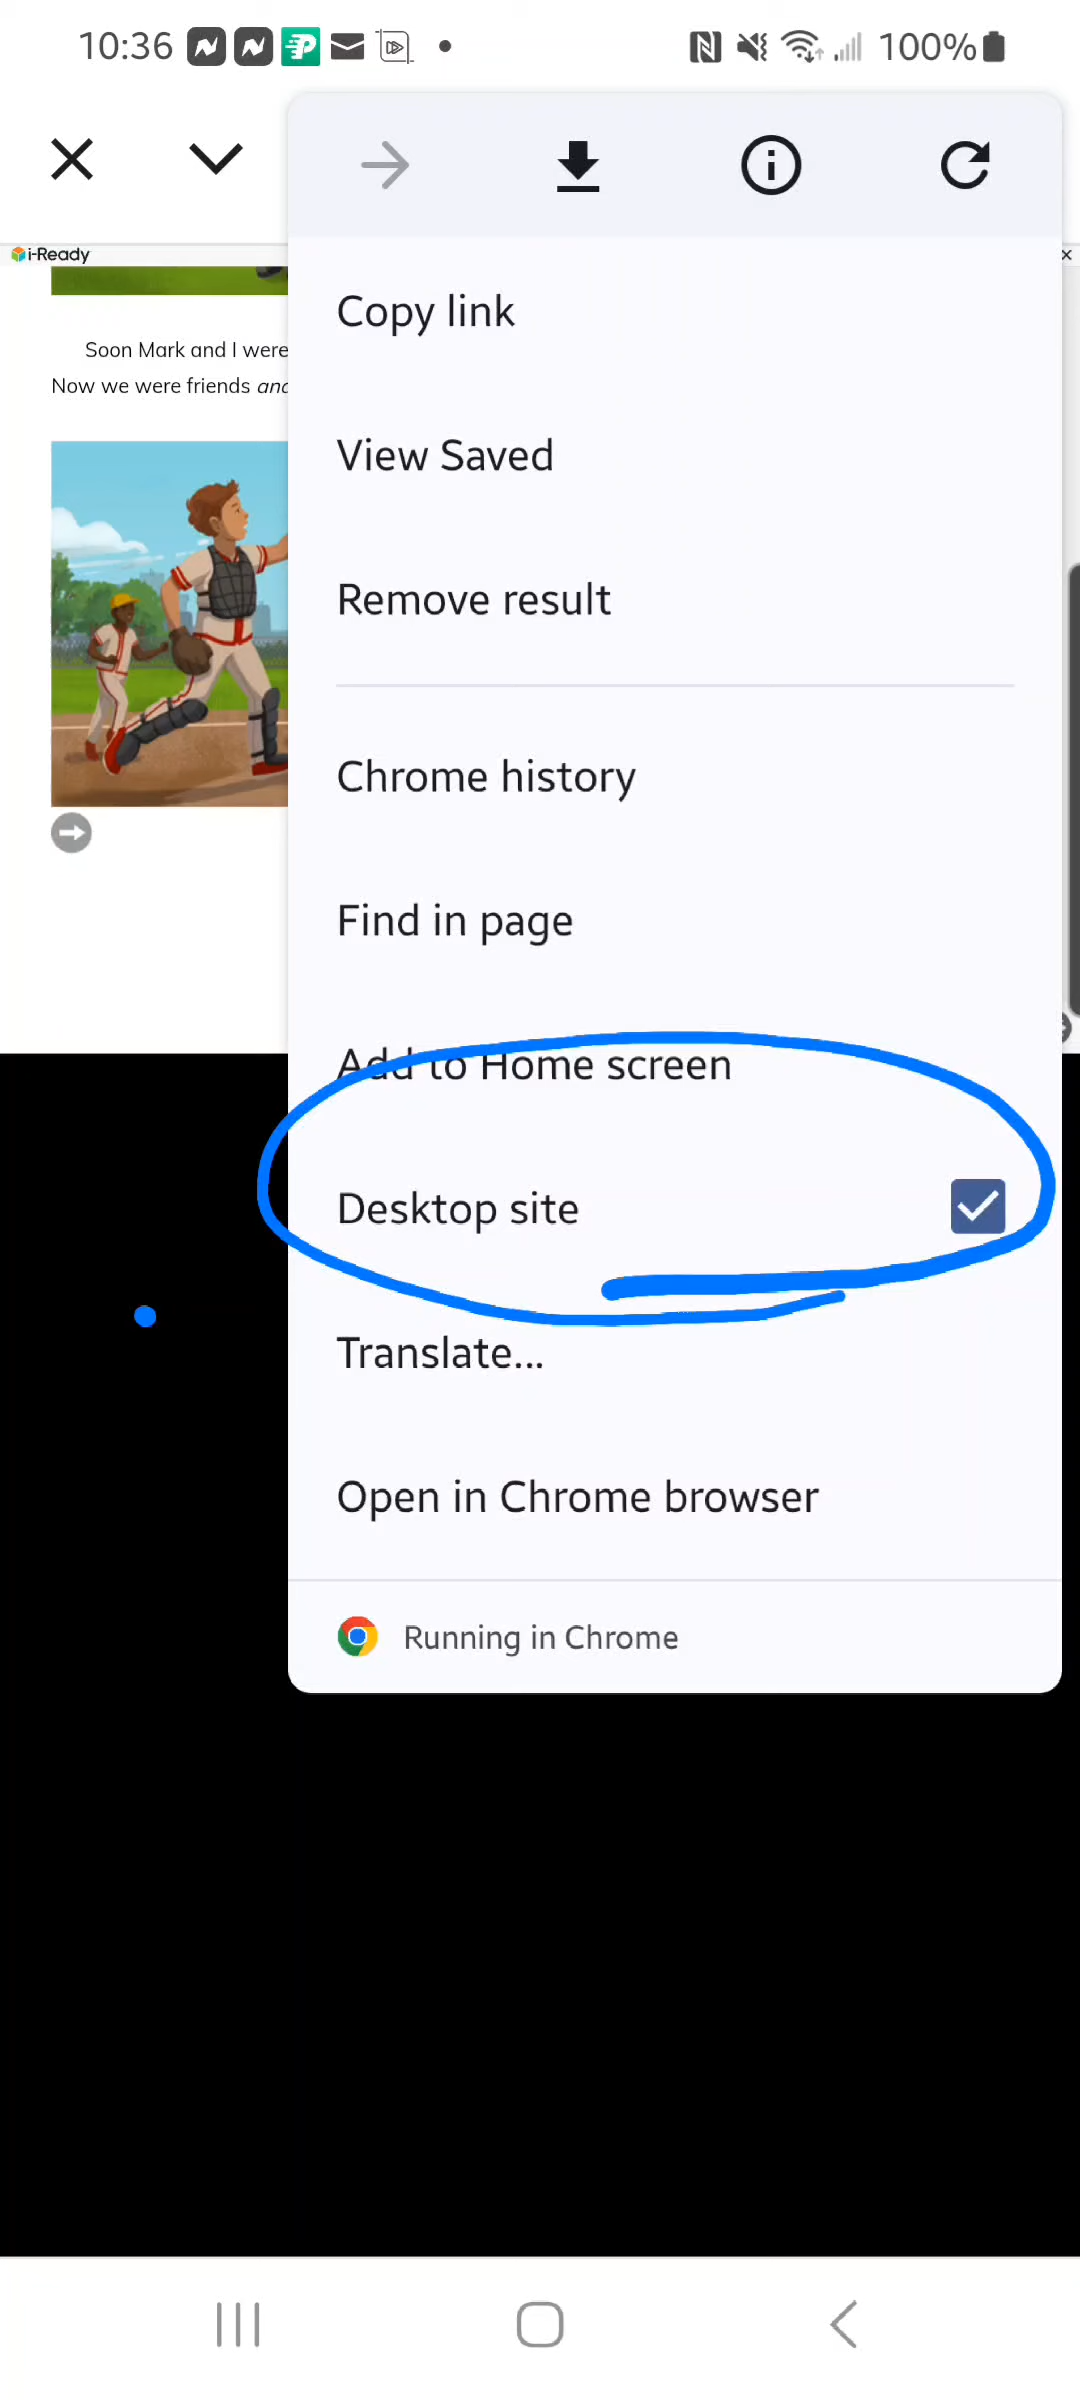 10:36
100%
i-Ready
Soon Mark and I were
Now we were friends
Copy link
View Saved
Remove result
Chrome history
Find in page
Add to Home screen
Desktop site
Translate...
Open in Chrome browser
Running in Chrome